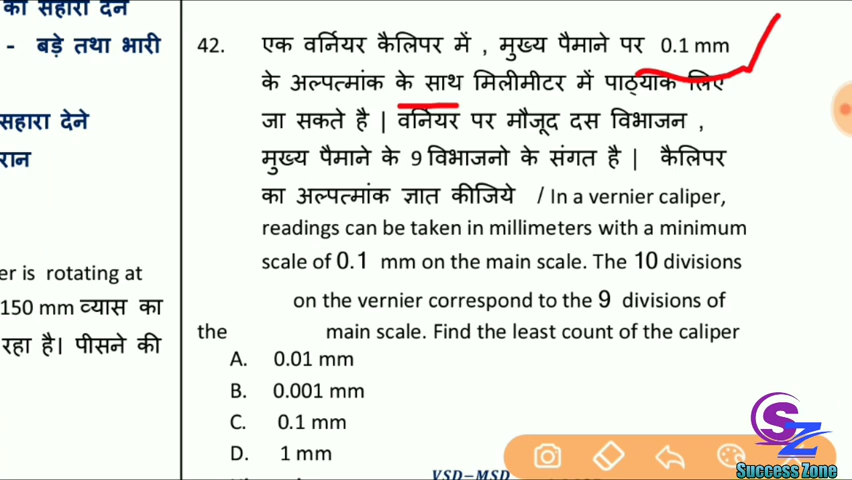 का सहारा देने
- बड़े तथा भारी
सहारा देने
रान
er is rotating at
150 mm व्यास का
रहा है। पीसने की
42. एक वर्नियर कैलिपर में , मुख्य पैमाने पर 0.1 mm
के अल्पत्मांक के साथ मिलीमीटर में पाठ्यांक लिए
जा सकते है | वर्नियर पर मौजूद दस विभाजन ,
मुख्य पैमाने के 9 विभाजनो के संगत है | कैलिपर
का अल्पत्मांक ज्ञात कीजिये / In a vernier caliper,
readings can be taken in millimeters with a minimum
scale of 0.1 mm on the main scale. The 10 divisions
on the vernier correspond to the 9 divisions of
the main scale. Find the least count of the caliper
A. 0.01 mm
B. 0.001 mm
C. 0.1 mm
D. 1 mm
VSD-MSD
SZ
Success Zone